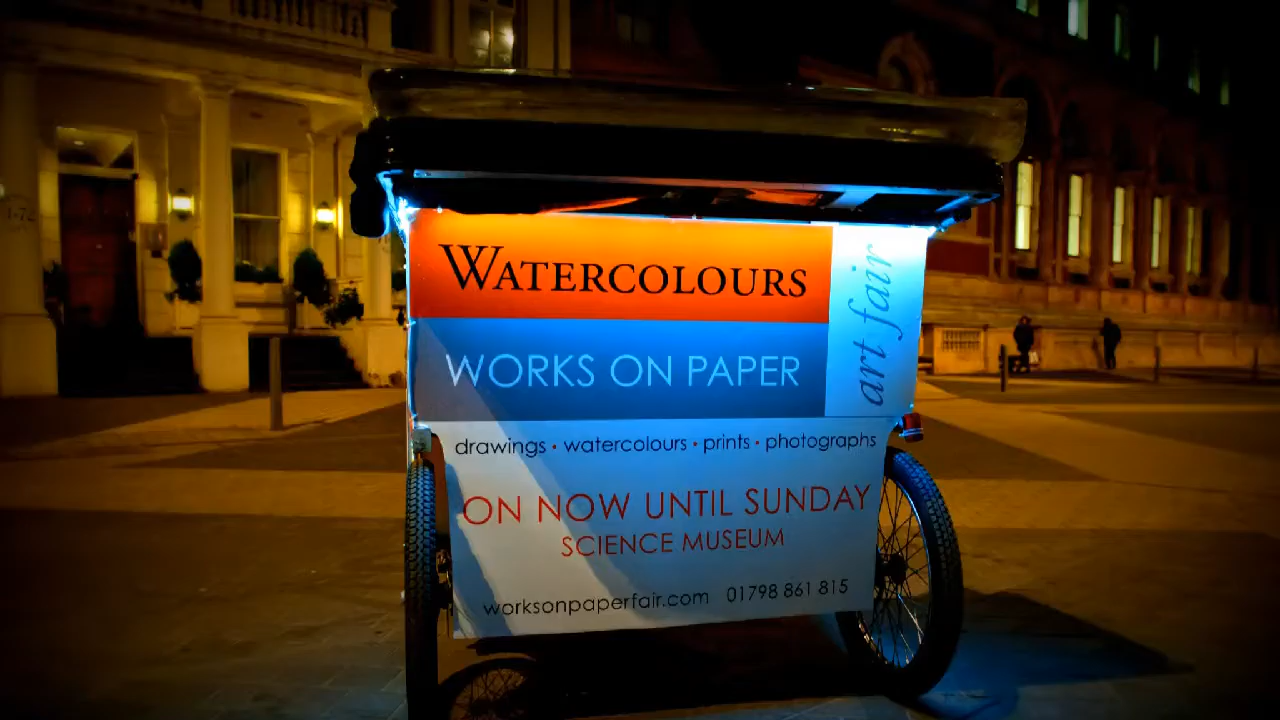 WATERCOLOURS
WORKS ON PAPER
art fair
drawings • watercolours • prints • photographs
ON NOW UNTIL SUNDAY
SCIENCE MUSEUM
worksonpaperfair.com 01798 861 815